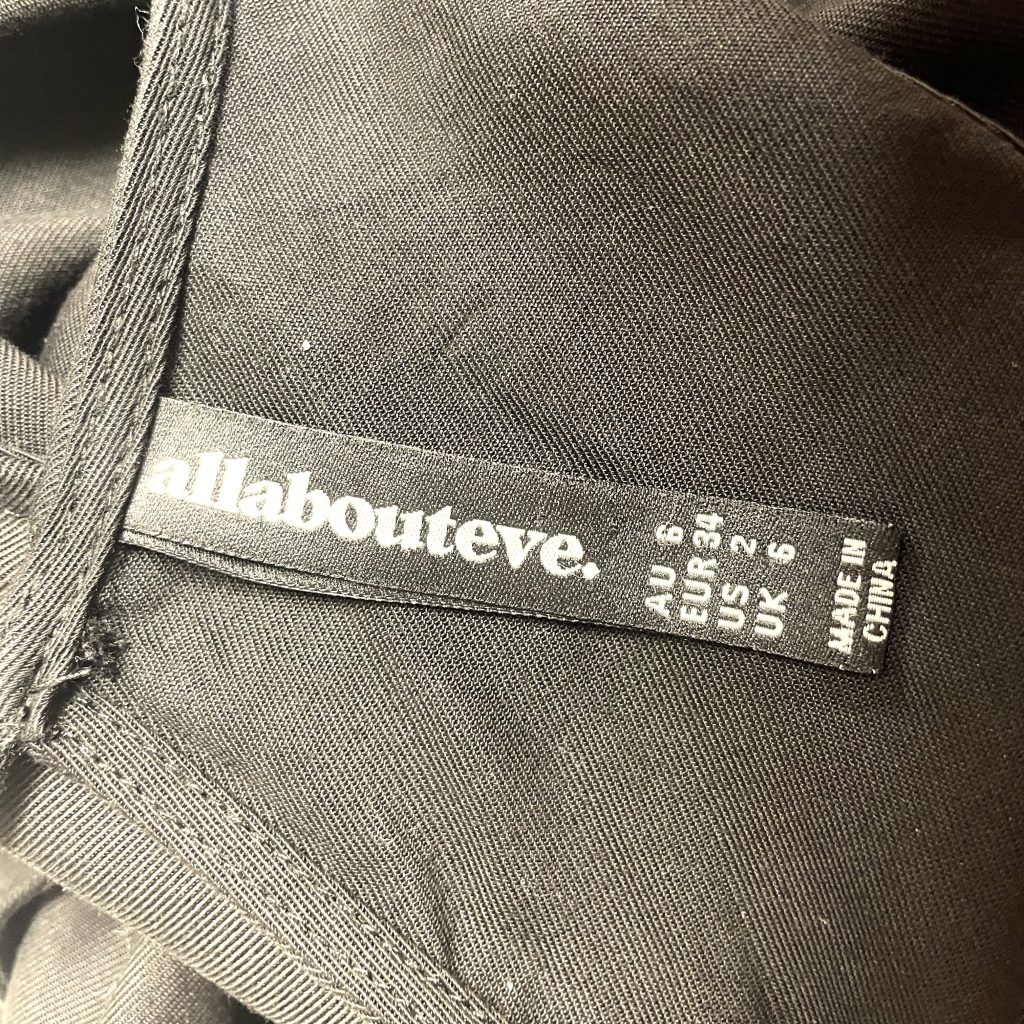 allabouteve.
AU 6
EUR 34
US 2
UK 6
MADE IN
CHINA